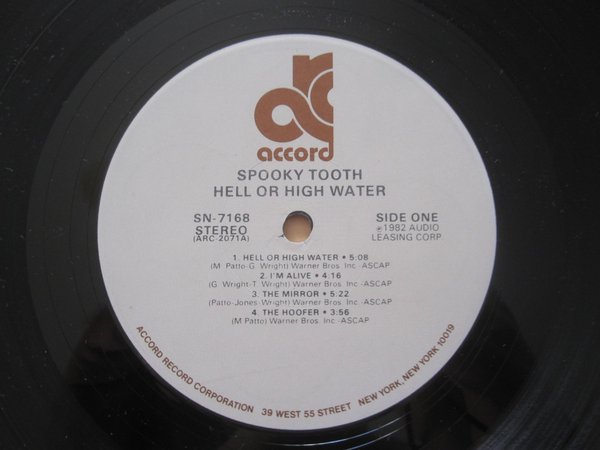 accord
SPOOKY TOOTH
HELL OR HIGH WATER
SN-7168
STEREO
(ARC 2071A)
SIDE ONE
℗1982 AUDIO
LEASING CORP
1. HELL OR HIGH WATER • 5:08
(M. Patto-G. Wright) Warner Bros. Inc.-ASCAP
2. I'M ALIVE • 4:16
(G. Wright-T. Wright) Warner Bros. Inc.-ASCAP
3. THE MIRROR • 5:22
(Patto-Jones-Wright) Warner Bros. Inc.-ASCAP
4. THE HOOFER • 3:56
(M.Patto) Warner Bros. Inc.-ASCAP
ACCORD RECORD CORPORATION 39 WEST 55 STREET NEW YORK, NEW YORK 10019